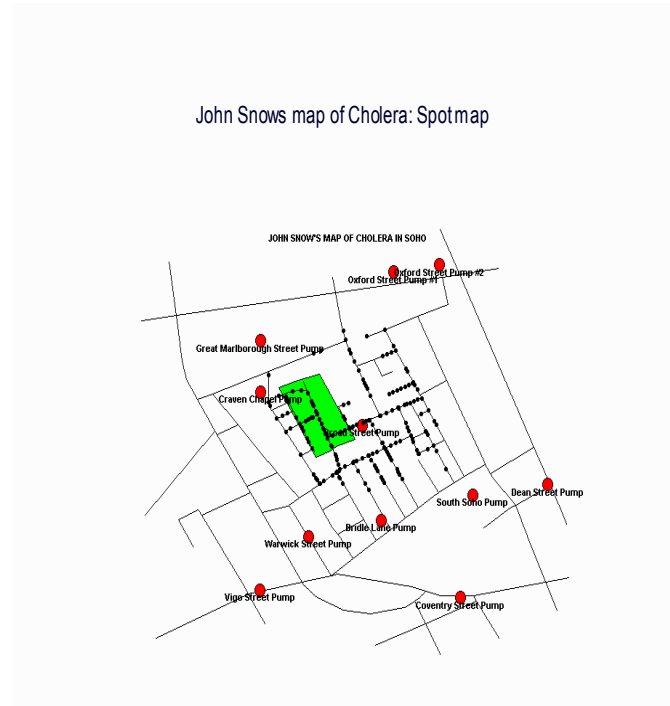 John Snows map of Cholera: Spot map
JOHN SNOW'S MAP OF CHOLERA IN SOHO
Oxford Street Pump #2
Oxford Street Pump #1
Great Marlborough Street Pump
Craven Chapel Pump
Broad Street Pump
Dean Street Pump
South Soho Pump
Bridle Lane Pump
Warwick Street Pump
Vigo Street Pump
Coventry Street Pump